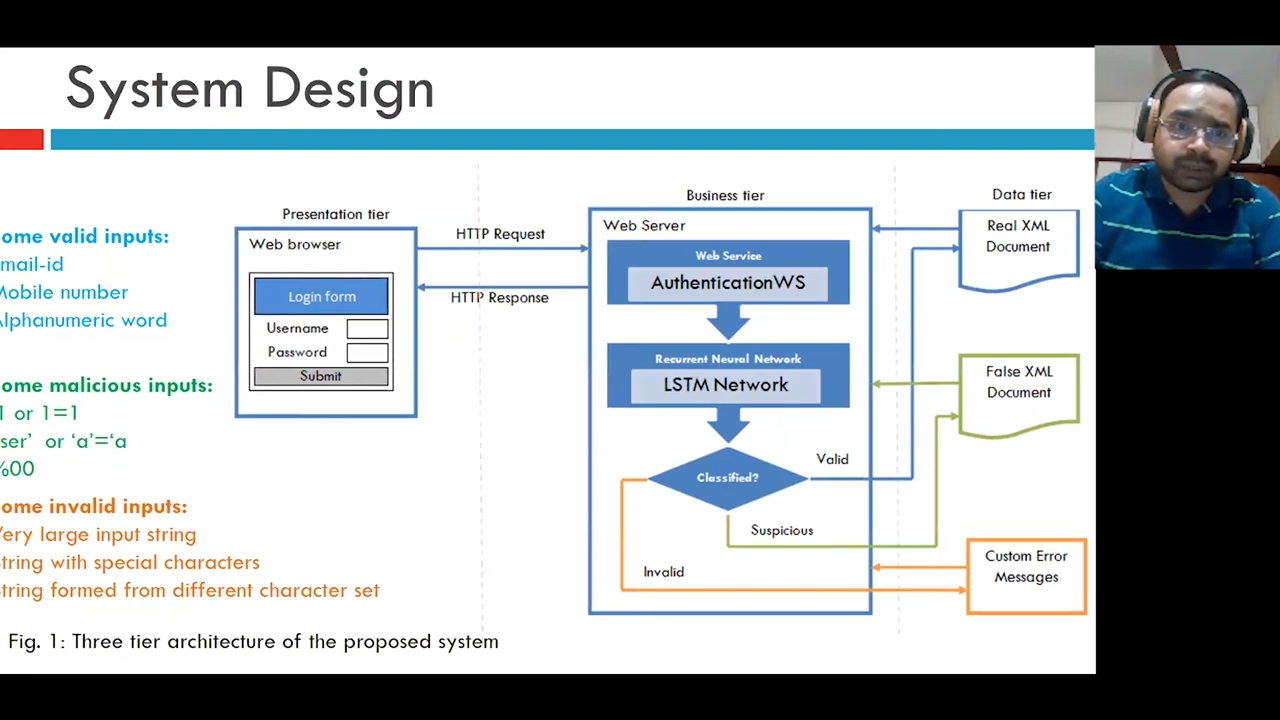 System Design
ome valid inputs:
mail-id
Mobile number
lphanumeric word
ome malicious inputs:
1 or 1=1
ser’ or ‘a’=‘a
%00
ome invalid inputs:
Very large input string
tring with special characters
tring formed from different character set
Presentation tier
Web browser
Login form
Username
Password
Submit
HTTP Request
HTTP Response
Business tier
Web Server
Web Service
AuthenticationWS
Recurrent Neural Network
LSTM Network
Classified?
Valid
Suspicious
Invalid
Data tier
Real XML
Document
False XML
Document
Custom Error
Messages
Fig. 1: Three tier architecture of the proposed system